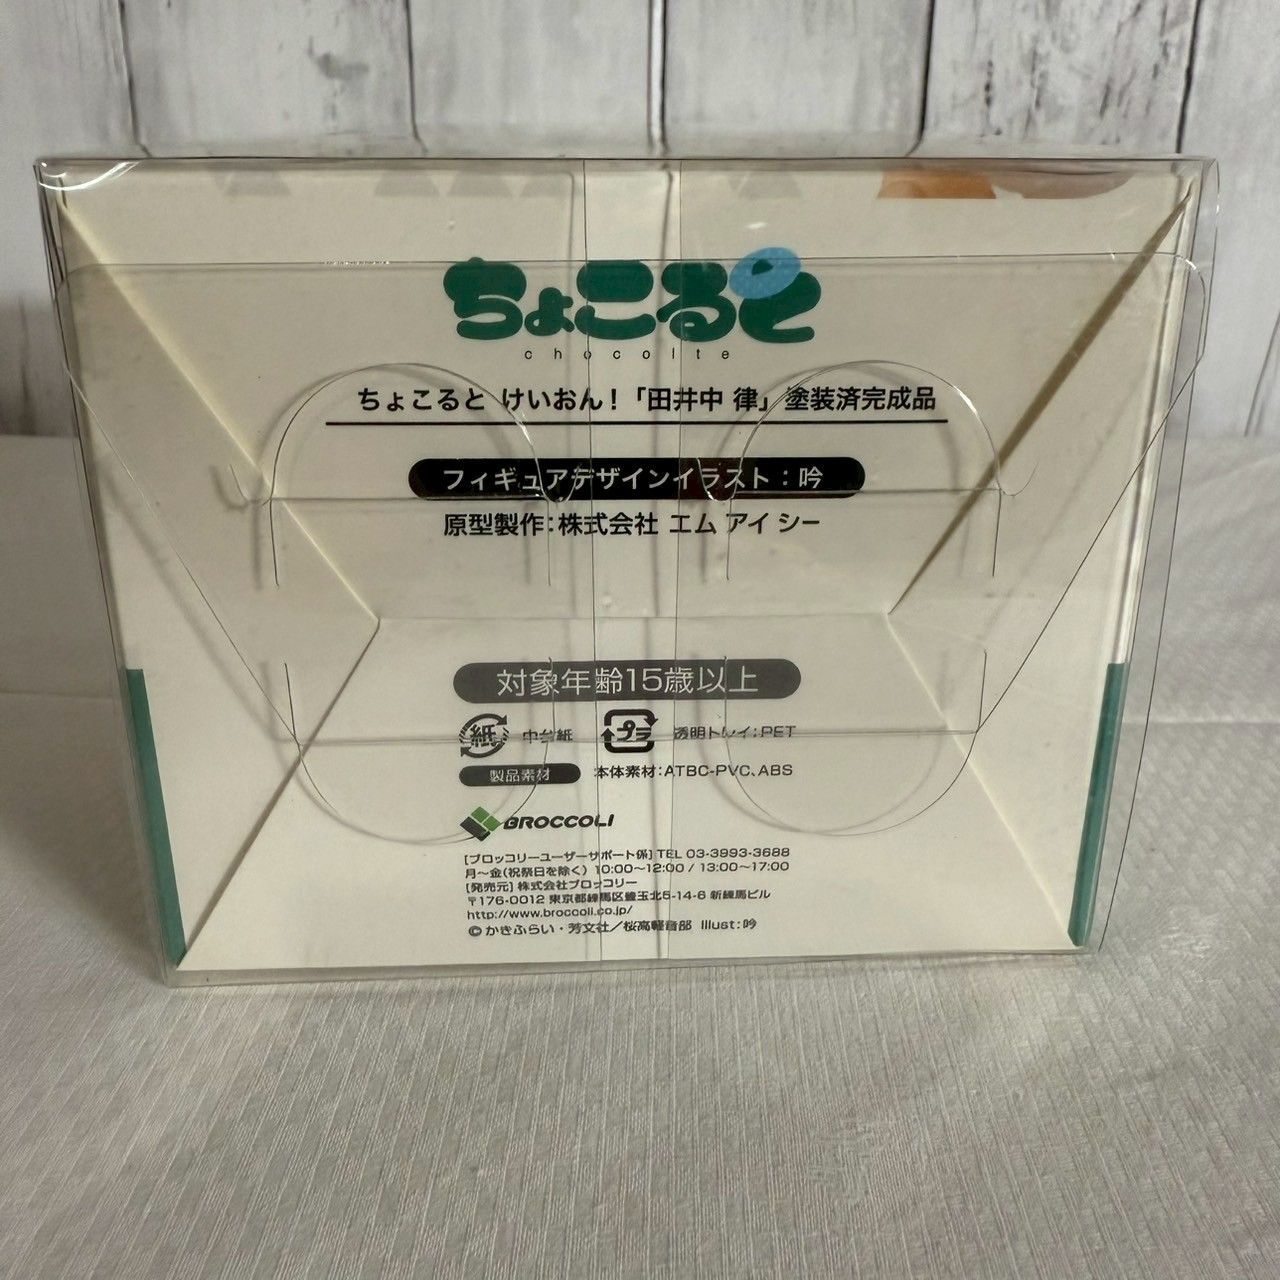 ちょこるど
chocolte
ちょこるど けいおん！「田井中 律」塗装済完成品
フィギュアデザインイラスト：吟
原型製作：株式会社 エム アイ シー
対象年齢15歳以上
紙 中台紙 プラ 透明トレイ：PET
製品素材 本体素材：ATBC-PVC、ABS
BROCCOLI
[ブロッコリーユーザーサポート係] TEL 03-3993-3688
月〜金（祝祭日を除く）10:00〜12:00 / 13:00〜17:00
[発売元] 株式会社ブロッコリー
〒176-0012 東京都練馬区豊玉北5-14-6 新練馬ビル
http://www.broccoli.co.jp/
©かきふらい・芳文社／桜高軽音部 Illust：吟